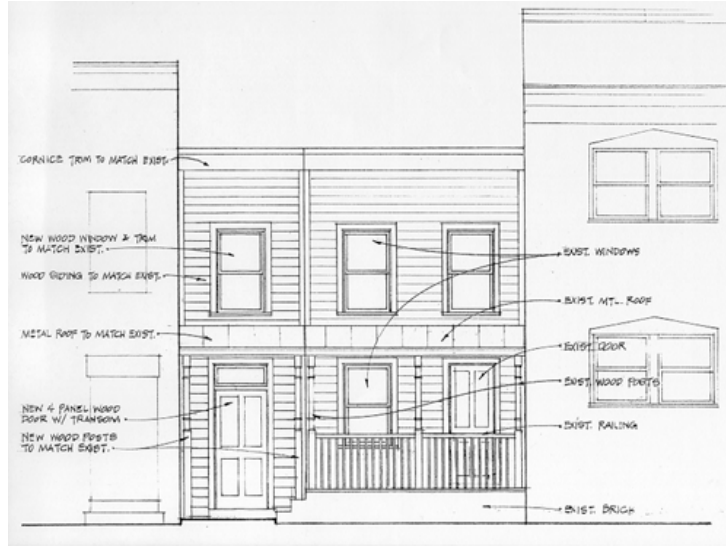 CORNICE TRIM TO MATCH EXIST.
NEW WOOD WINDOW & TRIM
TO MATCH EXIST.
WOOD SIDING TO MATCH EXIST.
METAL ROOF TO MATCH EXIST.
NEW 4 PANEL WOOD
DOOR W/ TRANSOM
NEW WOOD POSTS
TO MATCH EXIST.
EXIST. WINDOWS
EXIST. MTL. ROOF
EXIST. DOOR
EXIST. WOOD POSTS
EXIST. RAILING
EXIST. BRICK